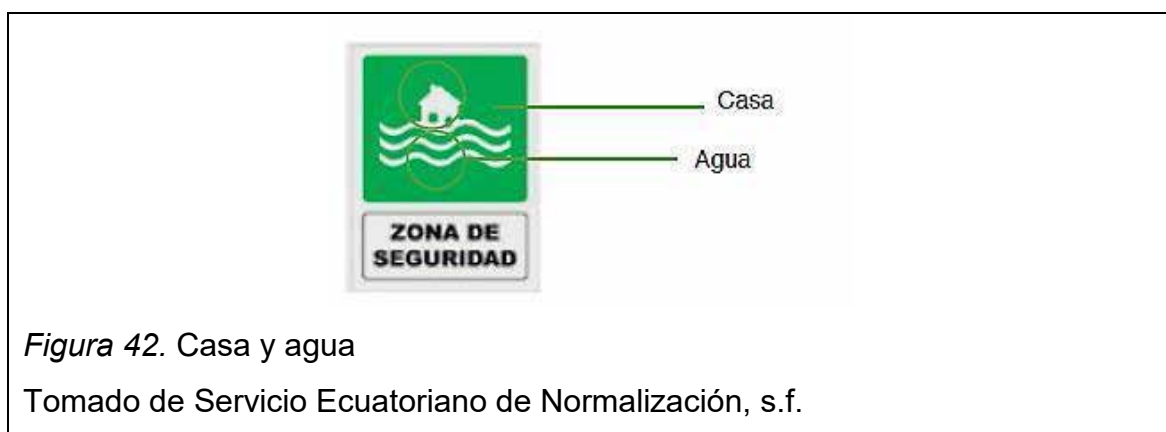 Casa
Agua
ZONA DE
SEGURIDAD
Figura 42. Casa y agua
Tomado de Servicio Ecuatoriano de Normalización, s.f.